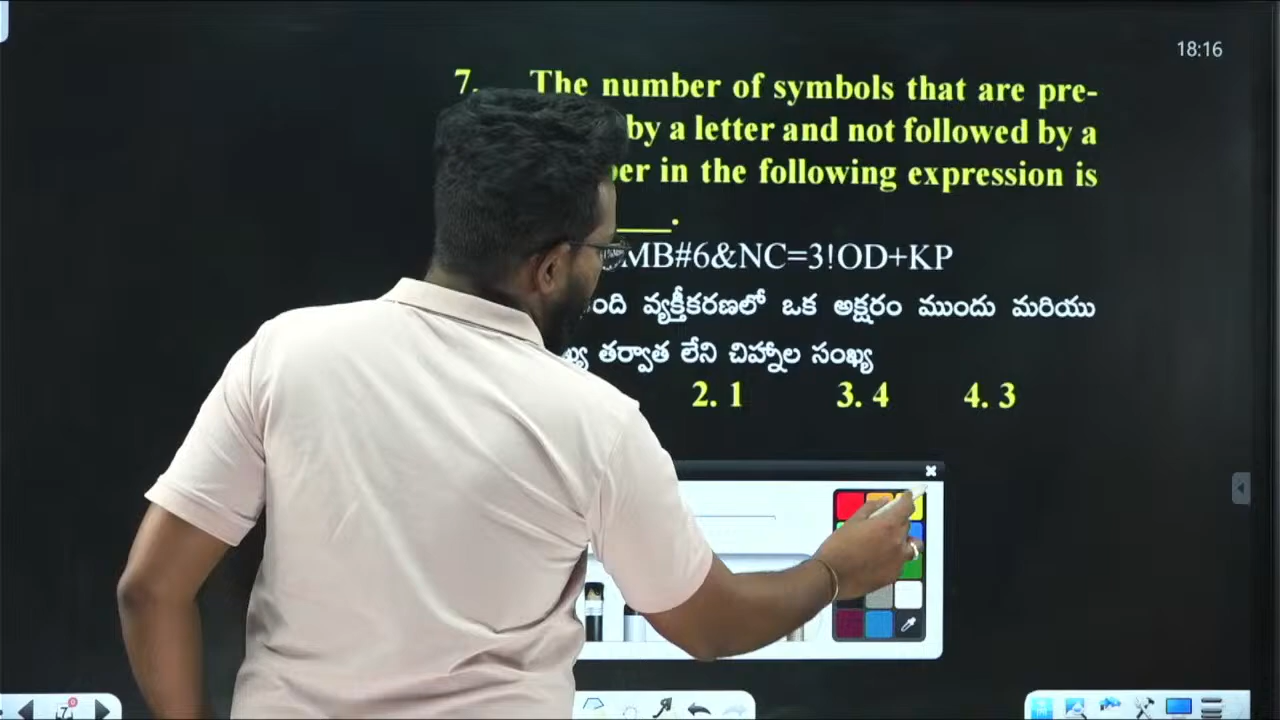 18:16
7. The number of symbols that are pre-
by a letter and not followed by a
in the following expression is
____.
MB#6&NC=3!OD+KP
వ్యక్తీకరణలో ఒక అక్షరం ముందు మరియు
తర్వాత లేని చిహ్నాల సంఖ్య
2. 1 3. 4 4. 3
7